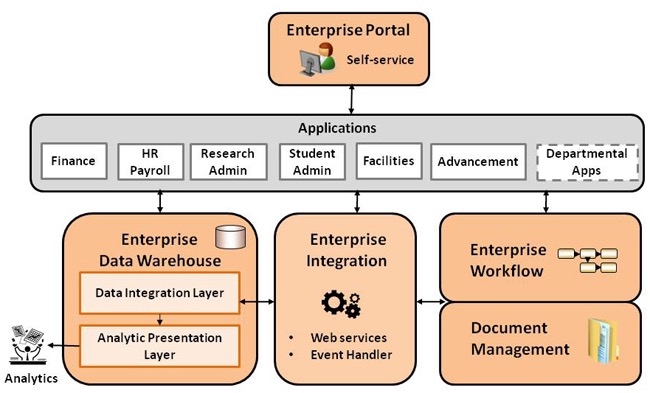 Enterprise Portal
Self-service
Applications
Finance
HR
Payroll
Research
Admin
Student
Admin
Facilities
Advancement
Departmental
Apps
Enterprise
Data Warehouse
Data Integration Layer
Analytic Presentation
Layer
Analytics
Enterprise
Integration
• Web services
• Event Handler
Enterprise
Workflow
Document
Management